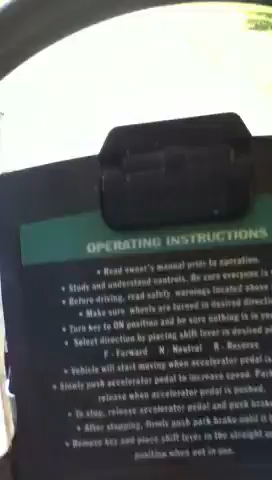 OPERATING INSTRUCTIONS
• Read owner's manual prior to operation.
• Study and understand controls. Be sure everyone is
• Before driving, read safety warnings located above
• Make sure wheels are turned in desired direct
• Turn key to ON position and be sure nothing is in yo
• Select direction by placing shift lever in desired po
F - Forward N - Neutral R - Reverse
• Vehicle will start moving when accelerator pedal is
• Slowly push accelerator pedal to increase speed. Park
release when accelerator pedal is pushed.
• To stop, release accelerator pedal and push brake
• After stopping, firmly push park brake until it
• Remove key and place shift lever in the straight u
position when not in use.